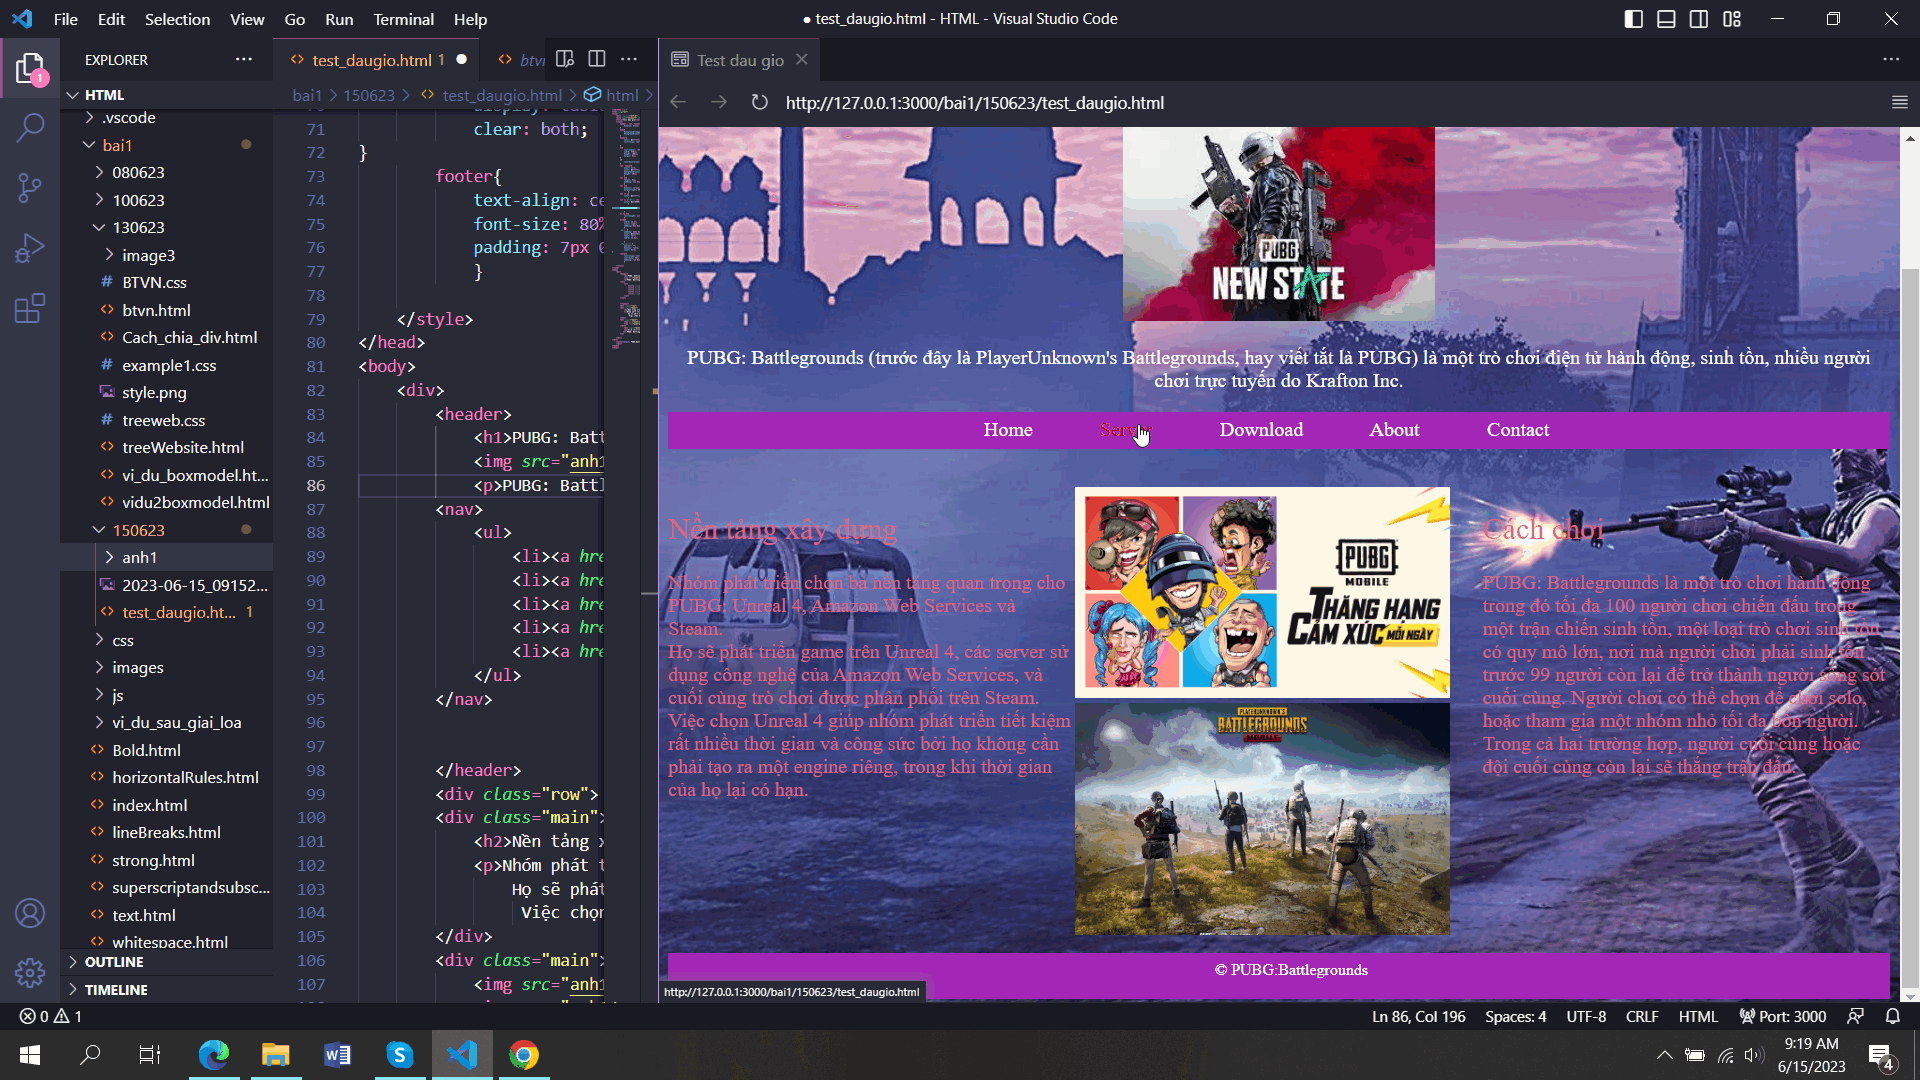 File Edit Selection View Go Run Terminal Help
● test_daugio.html - HTML - Visual Studio Code
EXPLORER
HTML
.vscode
bai1
080623
100623
130623
image3
BTVN.css
btvn.html
Cach_chia_div.html
example1.css
style.png
treeweb.css
treeWebsite.html
vi_du_boxmodel.ht...
vidu2boxmodel.html
150623
anh1
2023-06-15_09152...
test_daugio.ht... 1
css
images
js
vi_du_sau_giai_loa
Bold.html
horizontalRules.html
index.html
lineBreaks.html
strong.html
superscriptandsubsc...
text.html
whitespace.html
OUTLINE
TIMELINE
test_daugio.html 1
bai1 > 150623 > test_daugio.html > html >
71 clear: both;
72 }
73 footer{
74 text-align: ce
75 font-size: 80%
76 padding: 7px
77 }
78
79 </style>
80 </head>
81 <body>
82 <div>
83 <header>
84 <h1>PUBG: Batt
85 <img src="anh1
86 <p>PUBG: Battl
87 <nav>
88 <ul>
89 <li><a hre
90 <li><a hre
91 <li><a hre
92 <li><a hre
93 <li><a hre
94 </ul>
95 </nav>
96
97
98 </header>
99 <div class="row">
100 <div class="main">
101 <h2>Nền tảng x
102 <p>Nhóm phát t
103 Họ sẽ phát
104 Việc chọn
105 </div>
106 <div class="main">
107 <img src="anh1
Test dau gio
http://127.0.0.1:3000/bai1/150623/test_daugio.html
PUBG
NEW STATE
PUBG: Battlegrounds (trước đây là PlayerUnknown's Battlegrounds, hay viết tắt là PUBG) là một trò chơi điện tử hành động, sinh tồn, nhiều người
chơi trực tuyến do Krafton Inc.
Home Server Download About Contact
Nền tảng xây dựng
Nhóm phát triển chọn ba nền tảng quan trọng cho
PUBG: Unreal 4, Amazon Web Services và
Steam.
Họ sẽ phát triển game trên Unreal 4, các server sử
dụng công nghệ của Amazon Web Services, và
cuối cùng trò chơi được phân phối trên Steam.
Việc chọn Unreal 4 giúp nhóm phát triển tiết kiệm
rất nhiều thời gian và công sức bởi họ không cần
phải tạo ra một engine riêng, trong khi thời gian
của họ lại có hạn.
PUBG
MOBILE
THĂNG HẠNG
CẢM XÚC MỖI NGÀY
PLAYERUNKNOWN'S
BATTLEGROUNDS
MOBILE
Cách chơi
PUBG: Battlegrounds là một trò chơi hành động
trong đó tối đa 100 người chơi chiến đấu trong
một trận chiến sinh tồn, một loại trò chơi sinh tồn
có quy mô lớn, nơi mà người chơi phải sinh tồn
trước 99 người còn lại để trở thành người sống sót
cuối cùng. Người chơi có thể chọn để chơi solo,
hoặc tham gia một nhóm nhỏ tối đa bốn người.
Trong cả hai trường hợp, người cuối cùng hoặc
đội cuối cùng còn lại sẽ thắng trận đấu.
© PUBG:Battlegrounds
http://127.0.0.1:3000/bai1/150623/test_daugio.html
0 1
Ln 86, Col 196 Spaces: 4 UTF-8 CRLF HTML Port: 3000
9:19 AM
6/15/2023
4